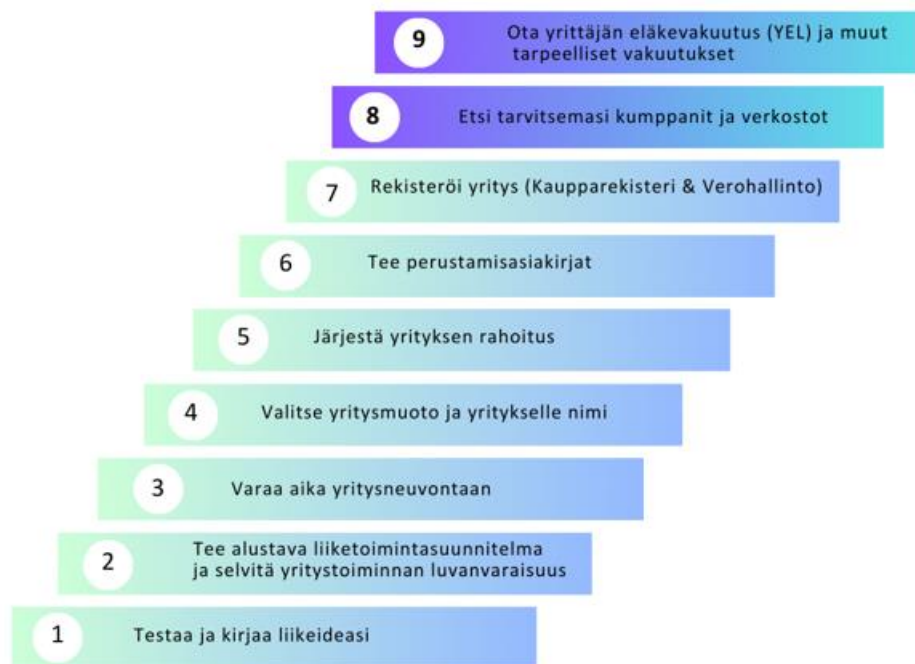 9 Ota yrittäjän eläkevakuutus (YEL) ja muut
tarpeelliset vakuutukset
8 Etsi tarvitsemasi kumppanit ja verkostot
7 Rekisteröi yritys (Kaupparekisteri & Verohallinto)
6 Tee perustamisasiakirjat
5 Järjestä yrityksen rahoitus
4 Valitse yritysmuoto ja yritykselle nimi
3 Varaa aika yritysneuvontaan
2 Tee alustava liiketoimintasuunnitelma
ja selvitä yritystoiminnan luvanvaraisuus
1 Testaa ja kirjaa liikeideasi